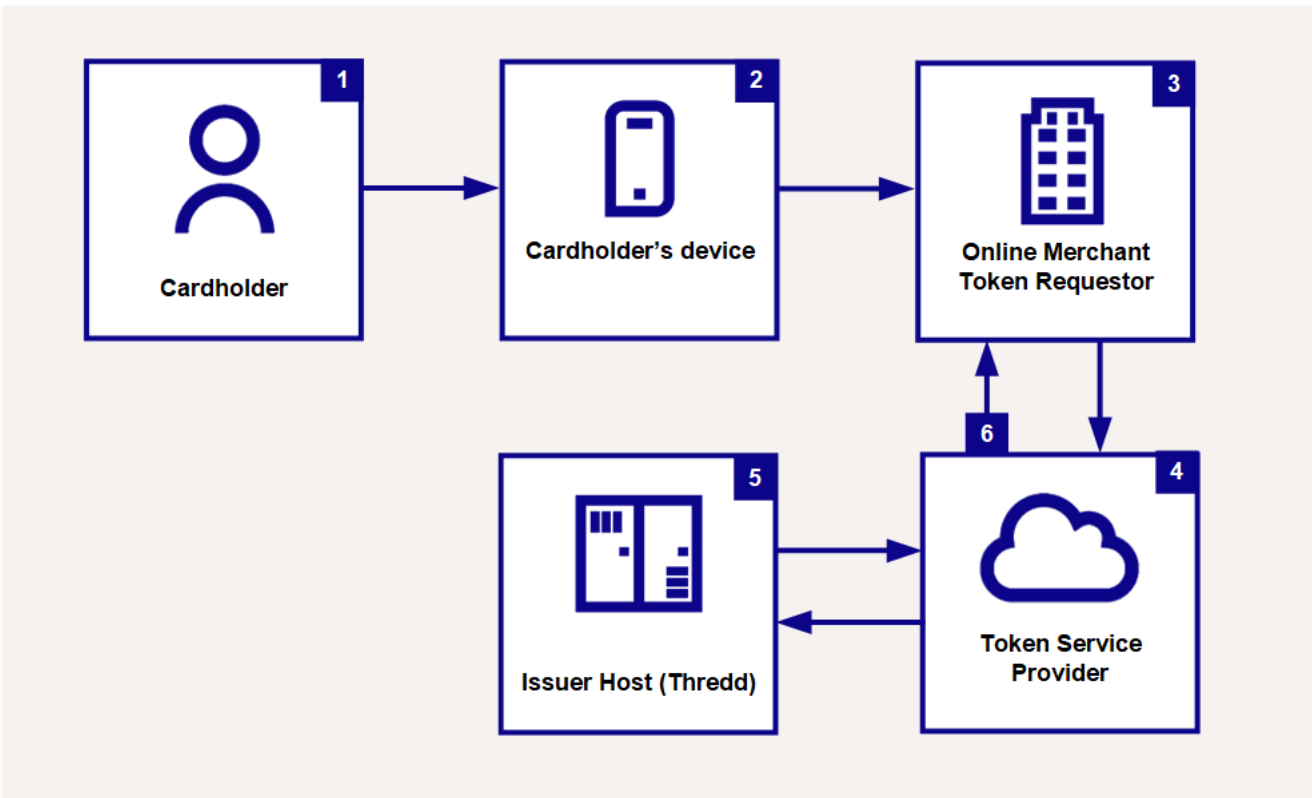 1
Cardholder
2
Cardholder’s device
3
Online Merchant
Token Requestor
6
4
Token Service
Provider
5
Issuer Host (Thredd)